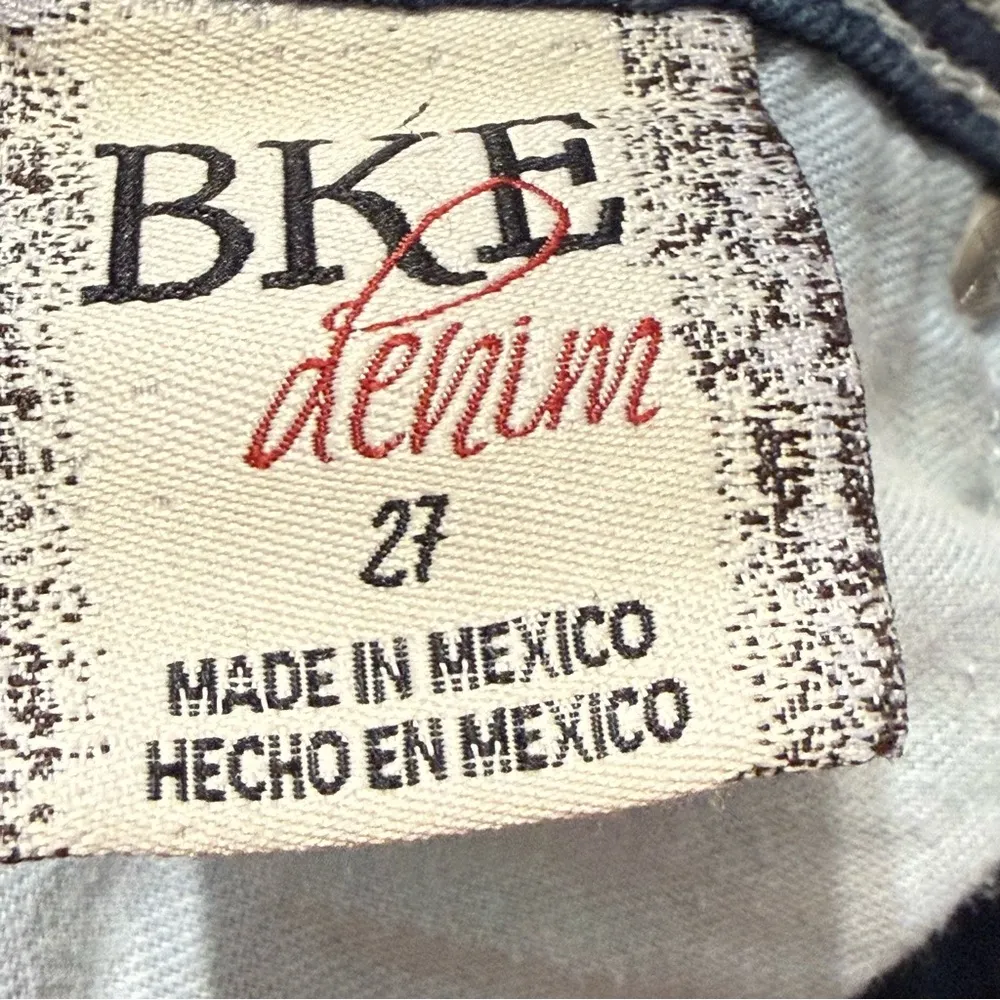 BKE
denim
27
MADE IN MEXICO
HECHO EN MEXICO